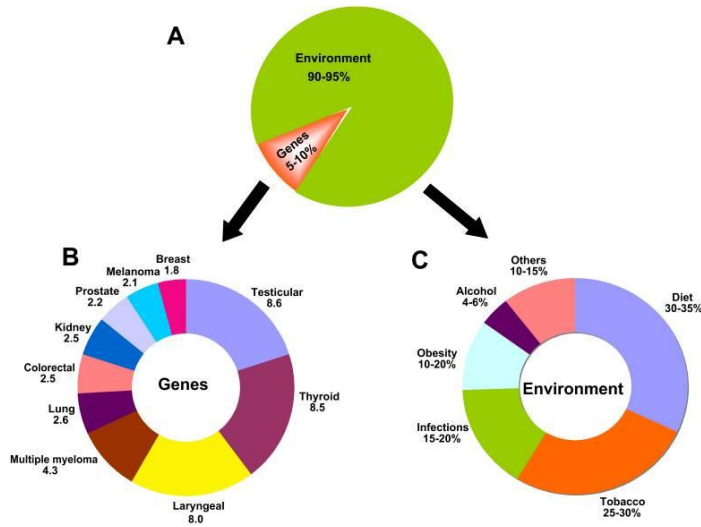 A
Environment
90-95%
Genes
5-10%
B
Breast
1.8
Melanoma
2.1
Prostate
2.2
Kidney
2.5
Colorectal
2.5
Lung
2.6
Multiple myeloma
4.3
Laryngeal
8.0
Thyroid
8.5
Testicular
8.6
Genes
C
Others
10-15%
Alcohol
4-6%
Obesity
10-20%
Infections
15-20%
Tobacco
25-30%
Diet
30-35%
Environment